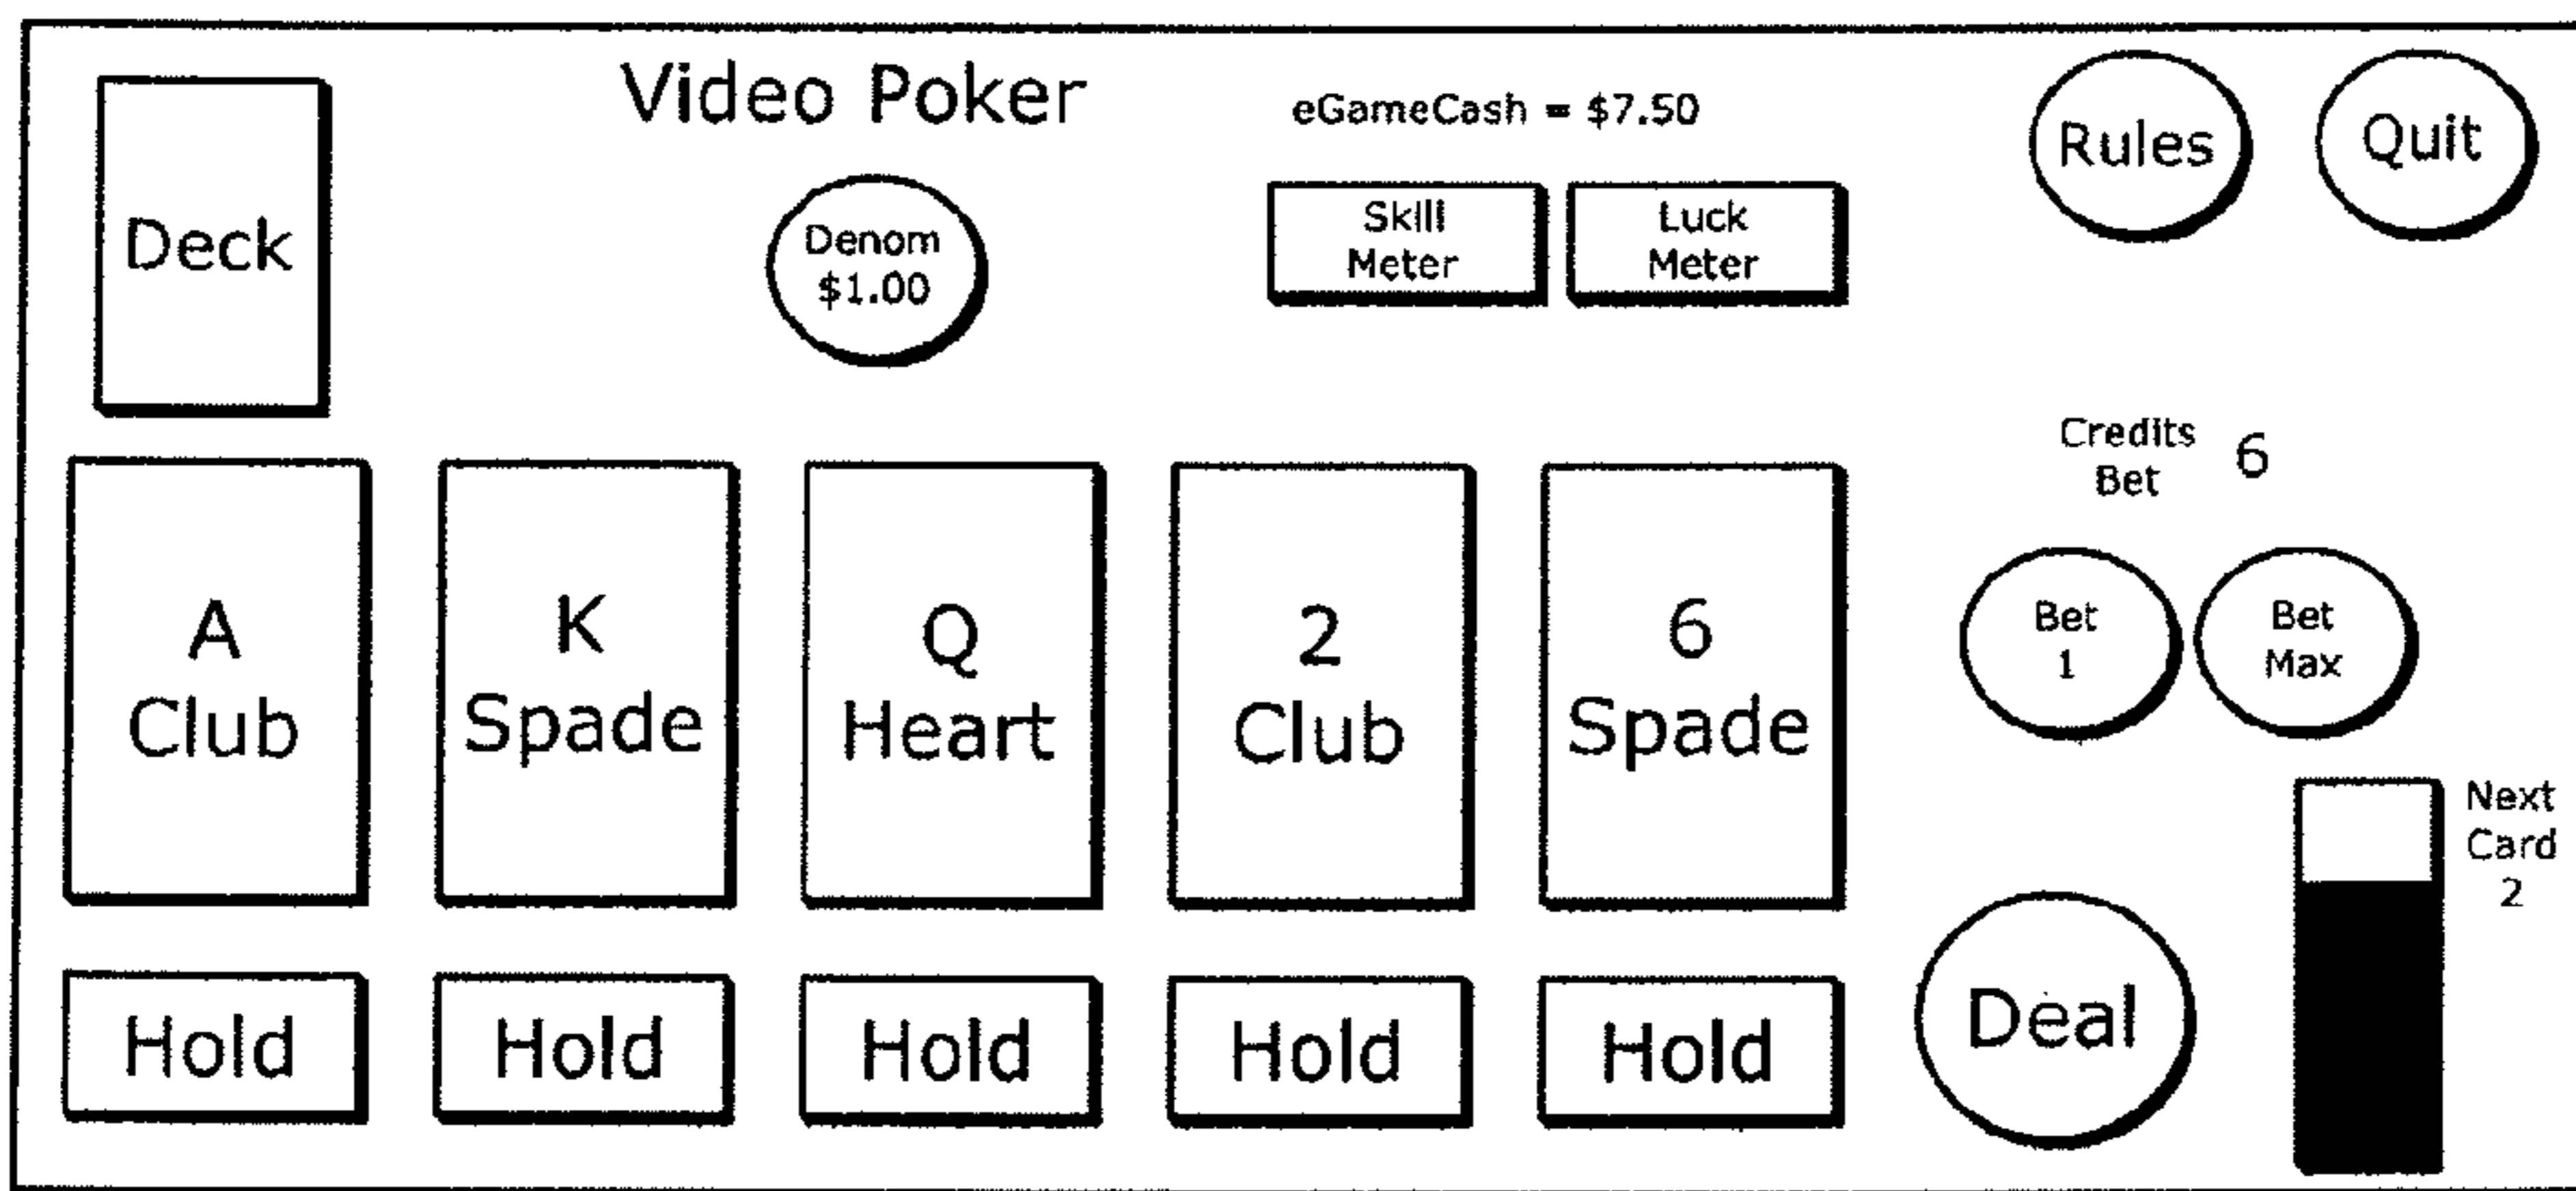 Video Poker
eGameCash = $7.50
Rules
Quit
Deck
Denom
$1.00
Skill
Meter
Luck
Meter
Credits
Bet
6
A
Club
K
Spade
Q
Heart
2
Club
6
Spade
Bet
1
Bet
Max
Next
Card
2
Hold
Hold
Hold
Hold
Hold
Deal